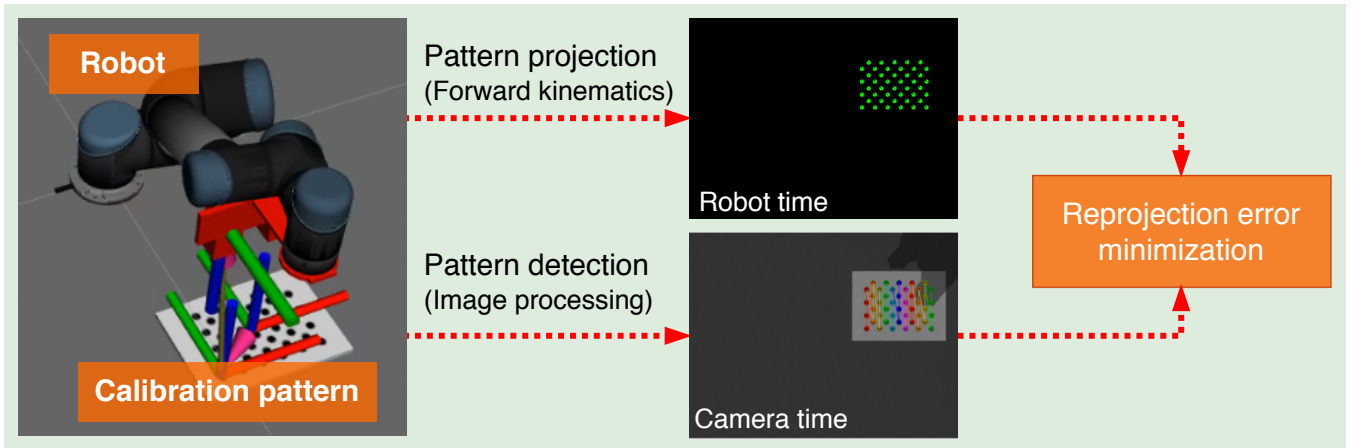 Robot
Pattern projection
(Forward kinematics)
Robot time
Reprojection error
minimization
Pattern detection
(Image processing)
Calibration pattern
Camera time